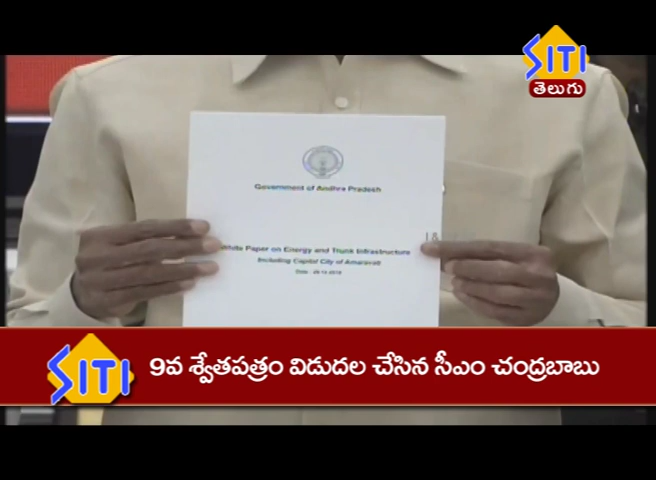 SITI
తెలుగు
Government of Andhra Pradesh
I&
White Paper on Energy and Trunk Infrastructure
Including Capital City of Amaravati
Date :
SITI
9వ శ్వేతపత్రం విడుదల చేసిన సీఎం చంద్రబాబు